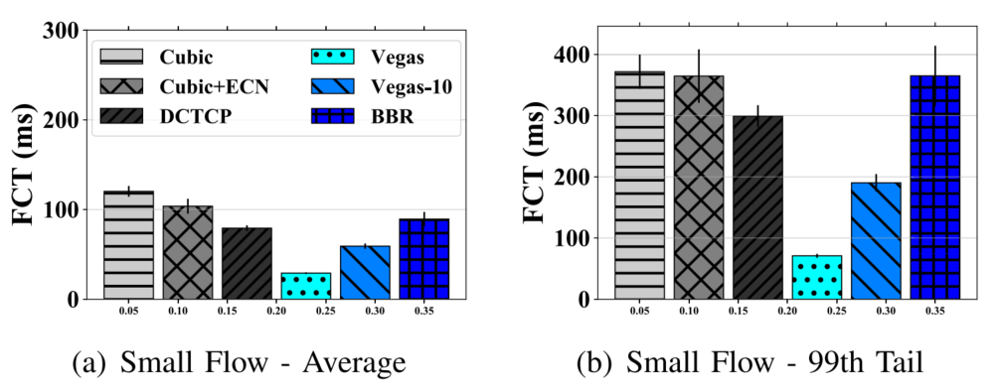 300
200
100
0
FCT (ms)
Cubic
Cubic+ECN
DCTCP
Vegas
Vegas-10
BBR
0.05 0.10 0.15 0.20 0.25 0.30 0.35
(a) Small Flow - Average
400
300
200
100
0
FCT (ms)
0.05 0.10 0.15 0.20 0.25 0.30 0.35
(b) Small Flow - 99th Tail